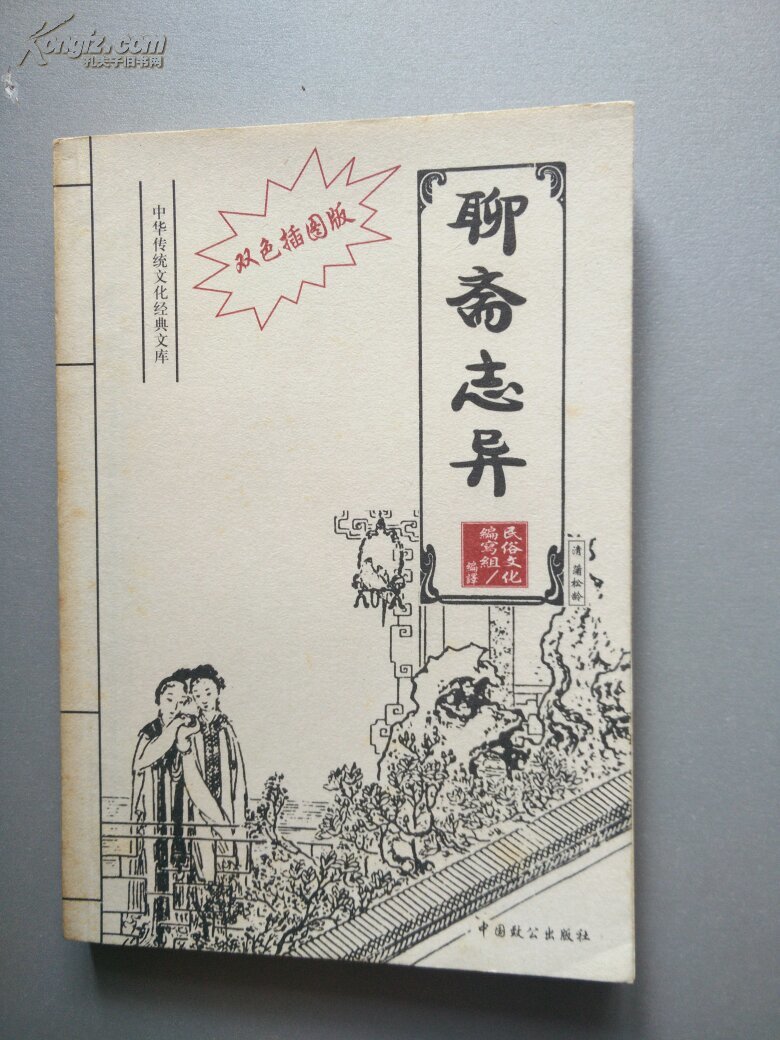 Kongfz.com
孔夫子旧书网
中华传统文化经典文库
双色插图版
聊斋志异
民俗文化
编寫组/
编譯
清 蒲松龄
中国致公出版社